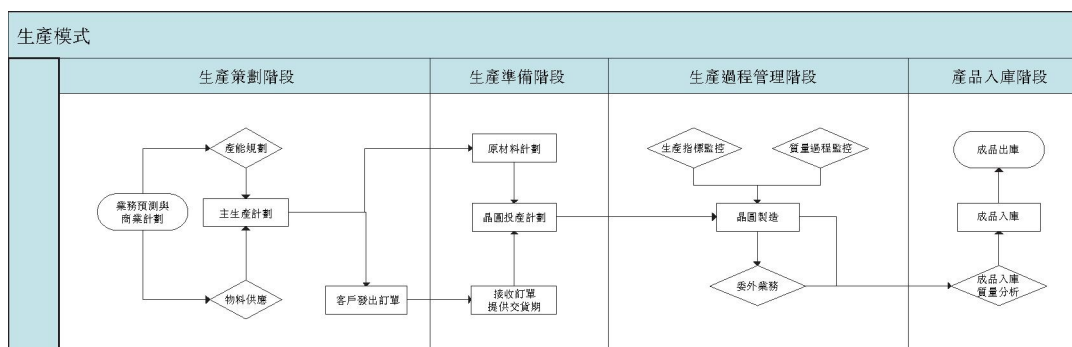 生產模式
生產策劃階段
生產準備階段
生產過程管理階段
產品入庫階段
產能規劃
業務預測與
商業計劃
主生產計劃
物料供應
客戶發出訂單
原材料計劃
晶圓投產計劃
接收訂單
提供交貨期
生產指標監控
質量過程監控
晶圓製造
委外業務
成品出庫
成品入庫
成品入庫
質量分析